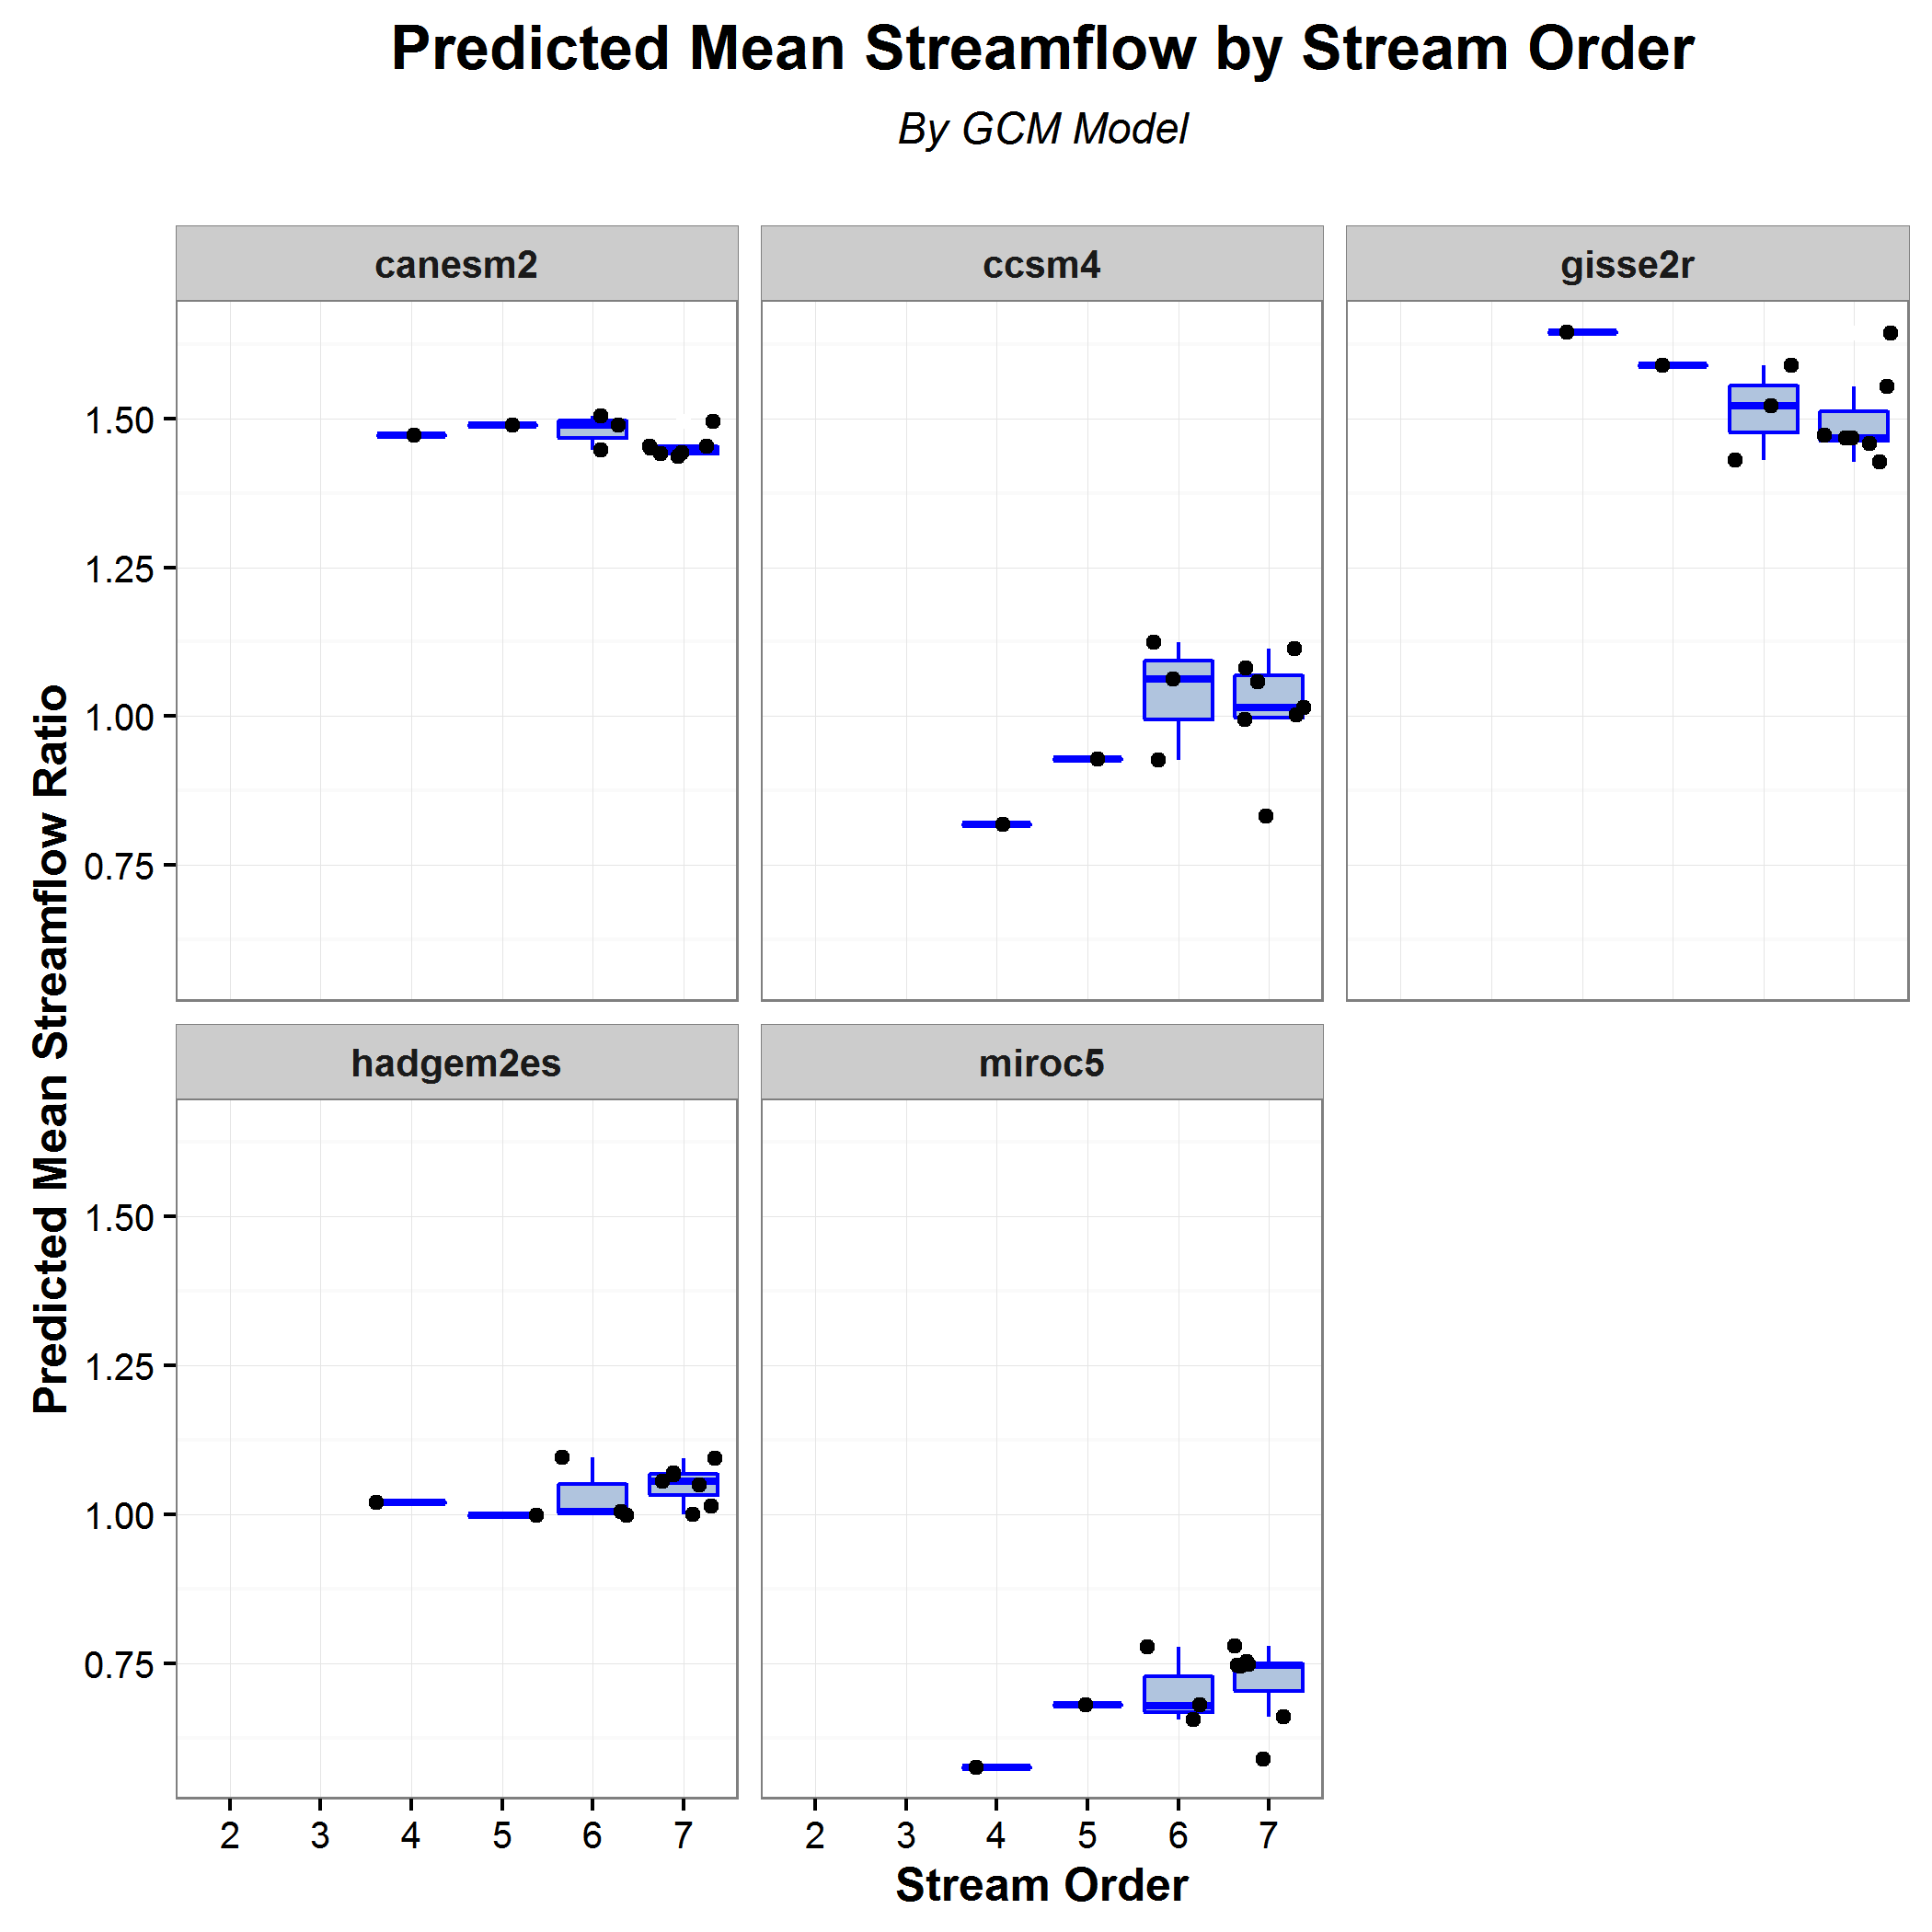 Predicted Mean Streamflow by Stream Order
By GCM Model
canesm2
ccsm4
gisse2r
1.50
1.25
1.00
0.75
hadgem2es
miroc5
1.50
1.25
1.00
0.75
2 3 4 5 6 7
2 3 4 5 6 7
Stream Order
Predicted Mean Streamflow Ratio